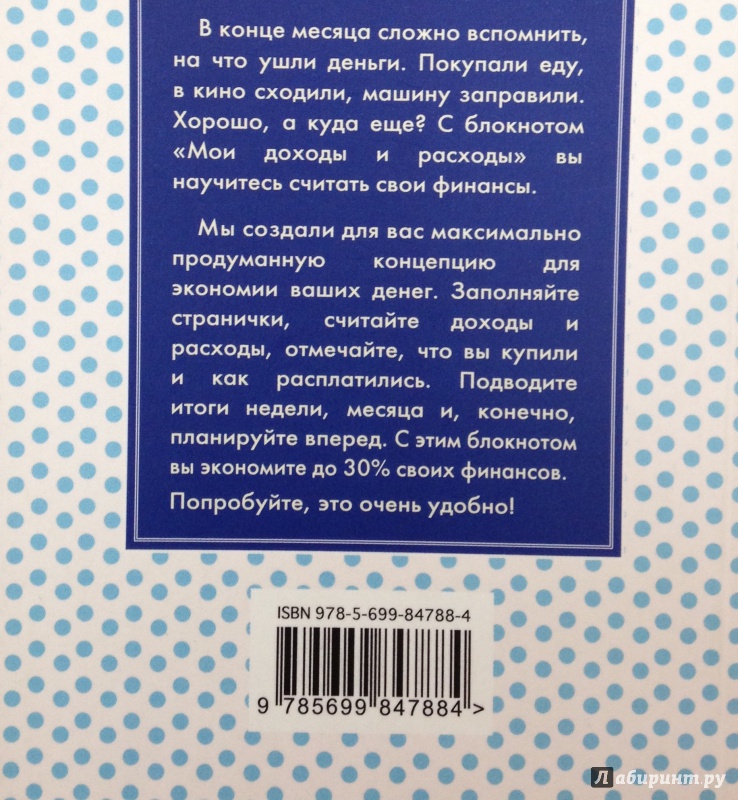 В конце месяца сложно вспомнить,
на что ушли деньги. Покупали еду,
в кино сходили, машину заправили.
Хорошо, а куда еще? С блокнотом
«Мои доходы и расходы» вы
научитесь считать свои финансы.
Мы создали для вас максимально
продуманную концепцию для
экономии ваших денег. Заполняйте
странички, считайте доходы и
расходы, отмечайте, что вы купили
и как расплатились. Подводите
итоги недели, месяца и, конечно,
планируйте вперед. С этим блокнотом
вы экономите до 30% своих финансов.
Попробуйте, это очень удобно!
ISBN 978-5-699-84788-4
9 785699 847884 >
Лабиринт.ру